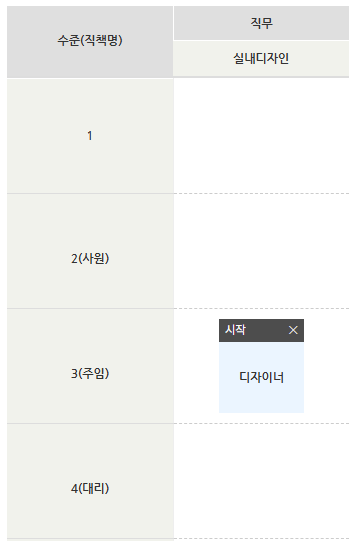 수준(직책명)
직무
실내디자인
1
2(사원)
3(주임)
시작 ×
디자이너
4(대리)